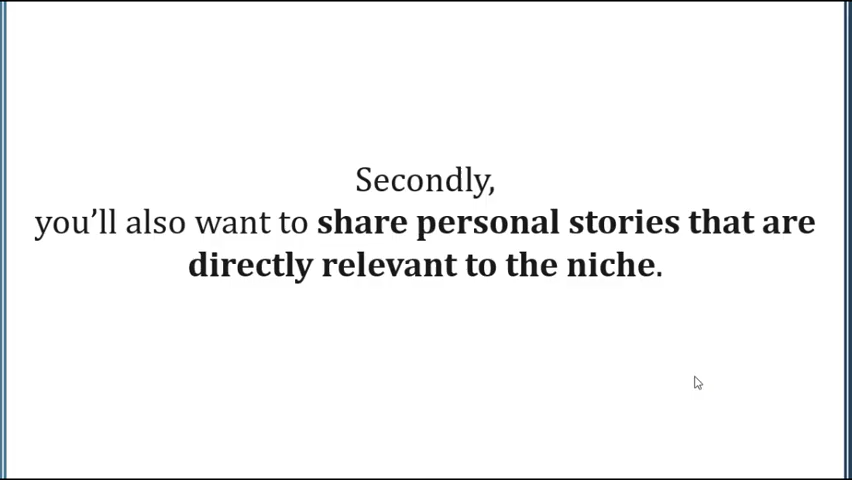 Secondly,
you’ll also want to share personal stories that are
directly relevant to the niche.